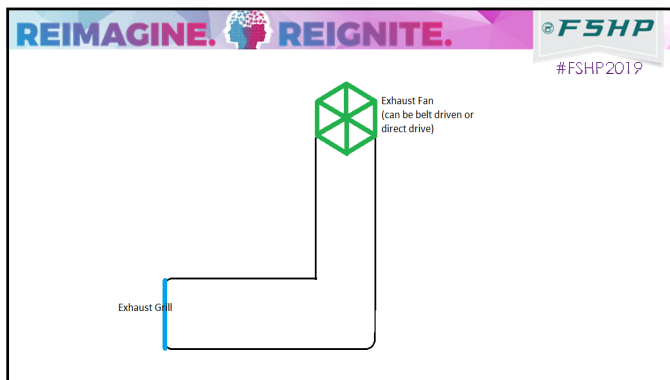 REIMAGINE. REIGNITE.
FSHP
#FSHP2019
Exhaust Fan
(can be belt driven or
direct drive)
Exhaust Grill